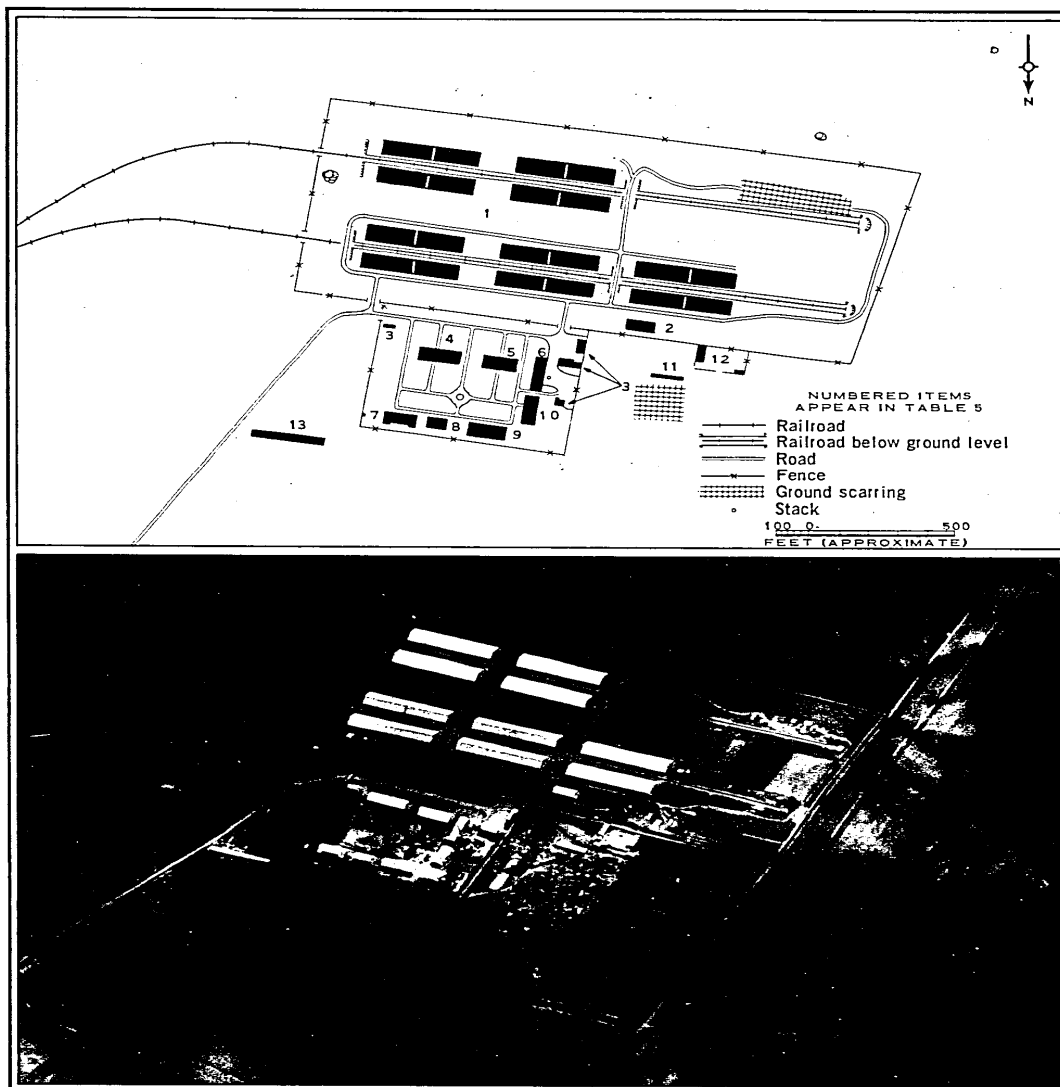 N
1
2
3
4
5
6
3
11
12
7
8
9
10
13
NUMBERED ITEMS
APPEAR IN TABLE 5
Railroad
Railroad below ground level
Road
Fence
Ground scarring
Stack
100 0 500
FEET (APPROXIMATE)